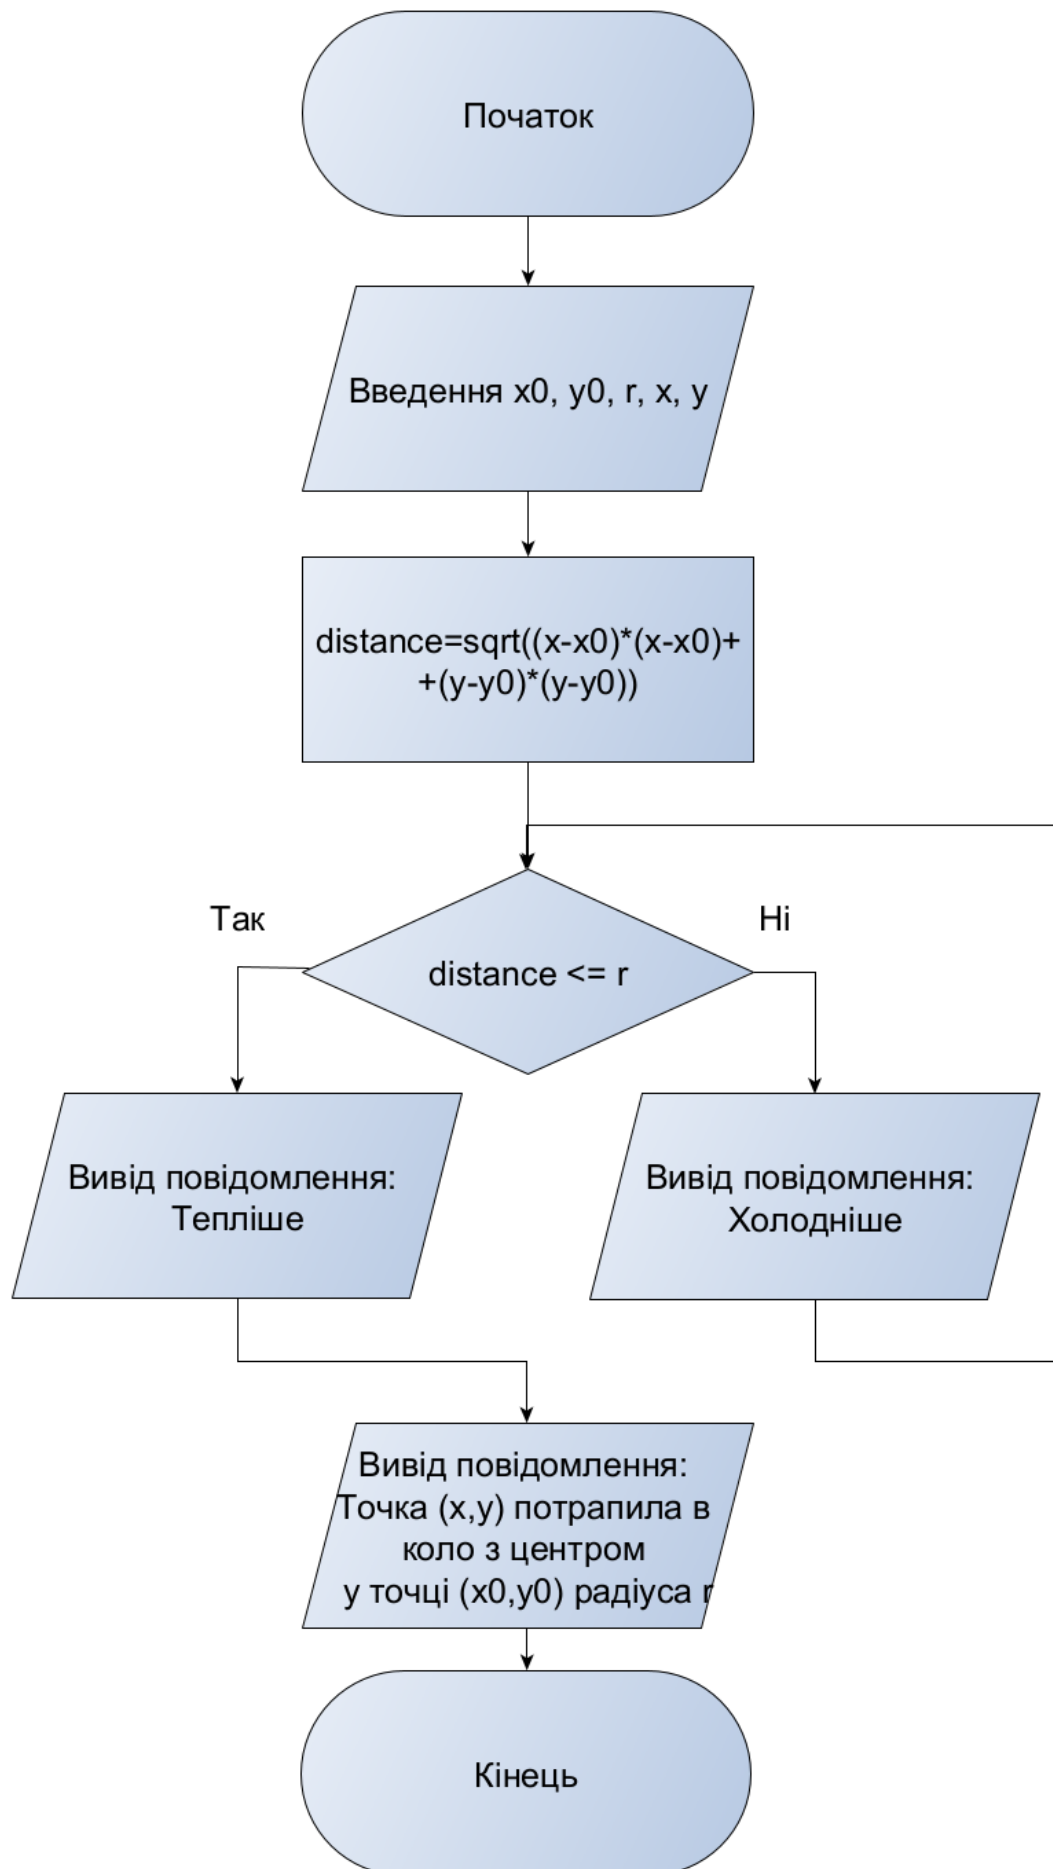 Початок
Введення x0, y0, r, x, y
distance=sqrt((x-x0)*(x-x0)+
+(y-y0)*(y-y0))
Так
Ні
distance <= r
Вивід повідомлення:
Тепліше
Вивід повідомлення:
Холодніше
Вивід повідомлення:
Точка (x,y) потрапила в
коло з центром
у точці (x0,y0) радіуса r
Кінець